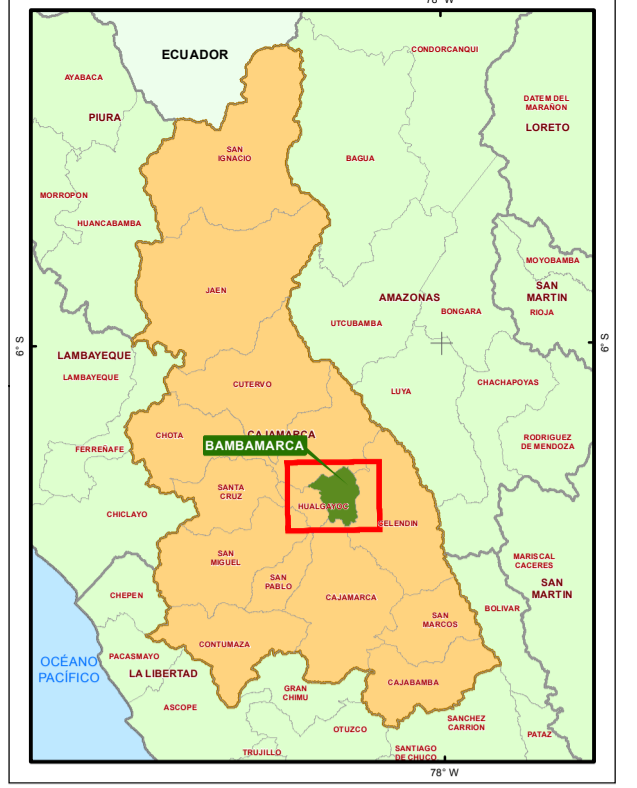 78° W
ECUADOR
CONDORCANQUI
AYABACA
DATEM DEL
MARAÑON
PIURA
LORETO
SAN
IGNACIO
BAGUA
MORROPON
HUANCABAMBA
MOYOBAMBA
JAEN
SAN
MARTIN
AMAZONAS
BONGARA
RIOJA
UTCUBAMBA
6° S
6° S
LAMBAYEQUE
LAMBAYEQUE
CUTERVO
LUYA
CHACHAPOYAS
CHOTA
CAJAMARCA
BAMBAMARCA
RODRIGUEZ
DE MENDOZA
FERREÑAFE
SANTA
CRUZ
HUALGAYOC
CHICLAYO
CELENDIN
SAN
MIGUEL
MARISCAL
CACERES
SAN
PABLO
SAN
MARTIN
CHEPEN
CAJAMARCA
BOLIVAR
SAN
MARCOS
CONTUMAZA
OCÉANO
PACÍFICO
PACASMAYO
LA LIBERTAD
CAJABAMBA
GRAN
CHIMU
ASCOPE
SANCHEZ
CARRION
OTUZCO
PATAZ
TRUJILLO
SANTIAGO
DE CHUCO
78° W